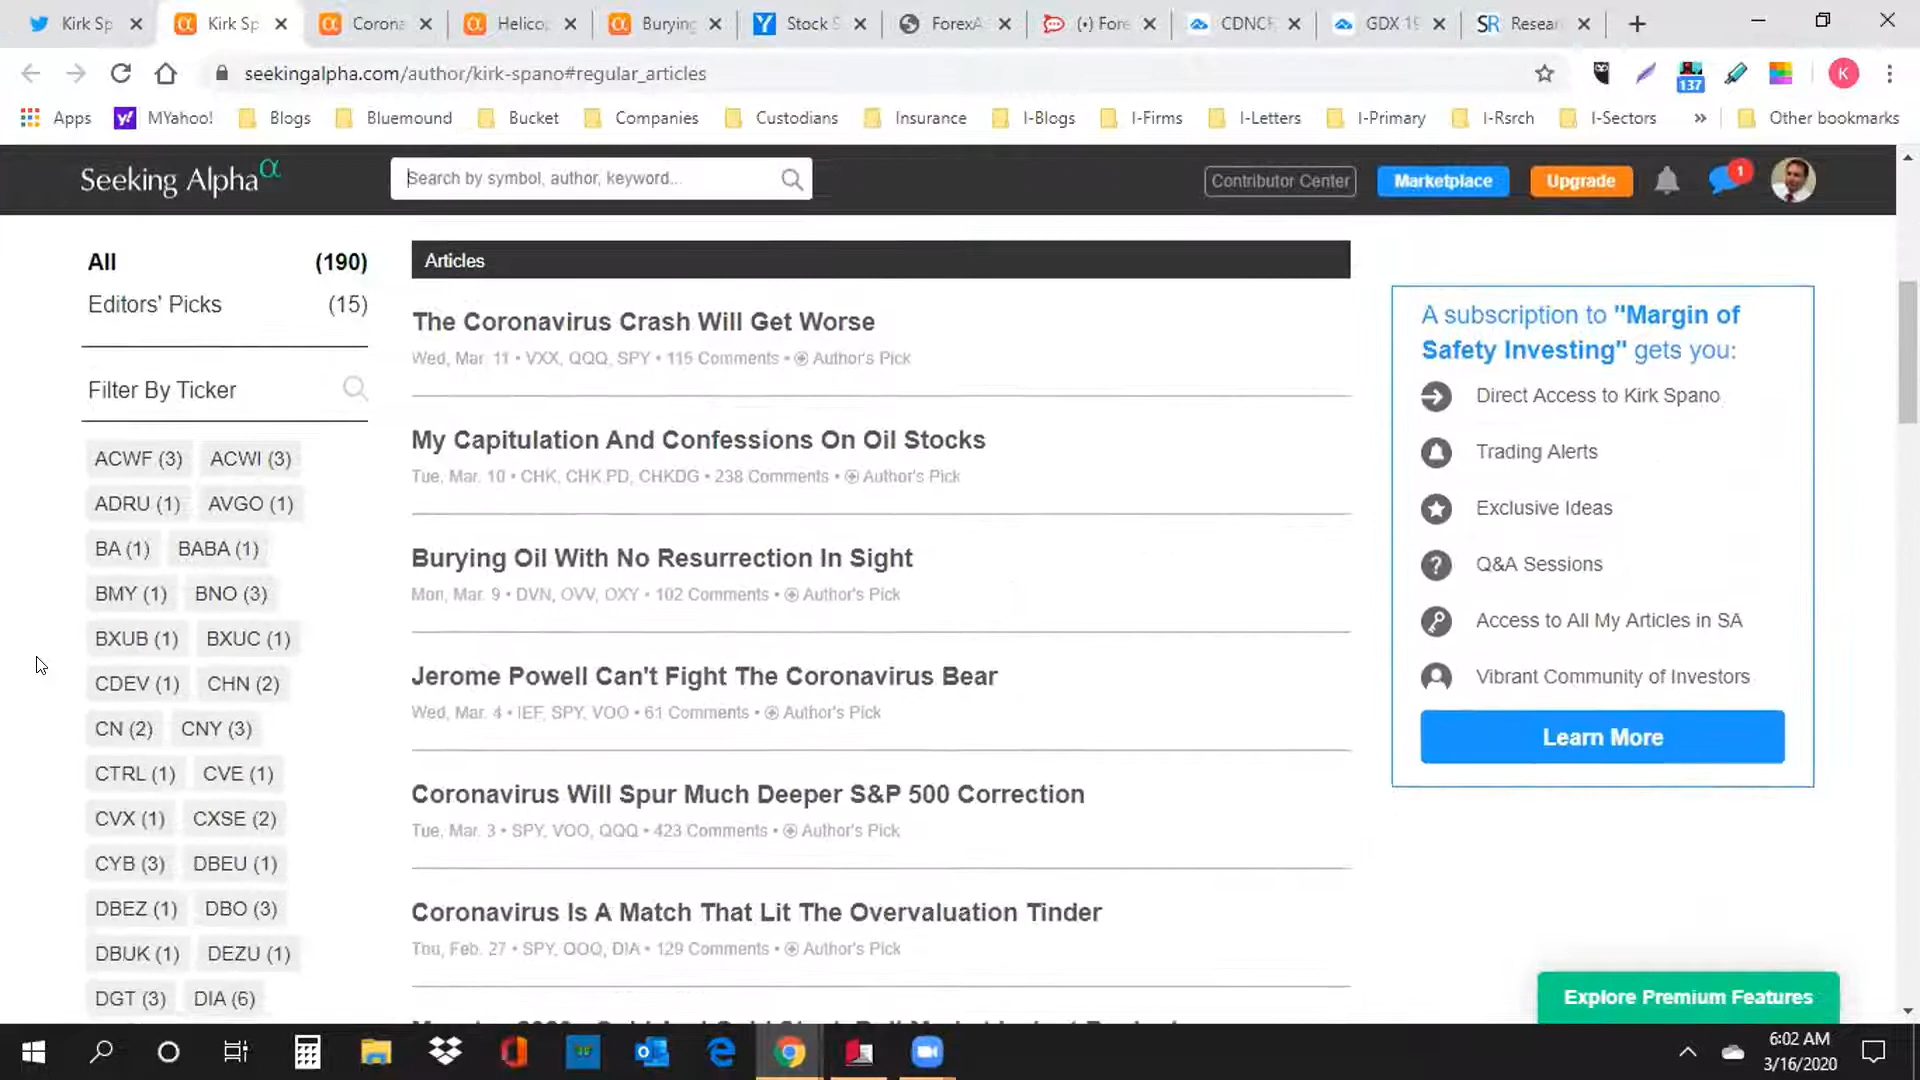 Kirk Sp
Kirk Sp
Corona
Helico
Burying
Stock S
ForexA
(•) Fore
CDNCF
GDX 19
SR Resear
seekingalpha.com/author/kirk-spano#regular_articles
137
K
Apps
MYahoo!
Blogs
Bluemound
Bucket
Companies
Custodians
Insurance
I-Blogs
I-Firms
I-Letters
I-Primary
I-Rsrch
I-Sectors
»
Other bookmarks
Seeking Alpha α
Search by symbol, author, keyword...
Contributor Center
Marketplace
Upgrade
1
All (190)
Editors' Picks (15)
Filter By Ticker
ACWF (3) ACWI (3)
ADRU (1) AVGO (1)
BA (1) BABA (1)
BMY (1) BNO (3)
BXUB (1) BXUC (1)
CDEV (1) CHN (2)
CN (2) CNY (3)
CTRL (1) CVE (1)
CVX (1) CXSE (2)
CYB (3) DBEU (1)
DBEZ (1) DBO (3)
DBUK (1) DEZU (1)
DGT (3) DIA (6)
Articles
The Coronavirus Crash Will Get Worse
Wed, Mar. 11 • VXX, QQQ, SPY • 115 Comments • Author's Pick
My Capitulation And Confessions On Oil Stocks
Tue, Mar. 10 • CHK, CHK.PD, CHKDG • 238 Comments • Author's Pick
Burying Oil With No Resurrection In Sight
Mon, Mar. 9 • DVN, OVV, OXY • 102 Comments • Author's Pick
Jerome Powell Can't Fight The Coronavirus Bear
Wed, Mar. 4 • IEF, SPY, VOO • 61 Comments • Author's Pick
Coronavirus Will Spur Much Deeper S&P 500 Correction
Tue, Mar. 3 • SPY, VOO, QQQ • 423 Comments • Author's Pick
Coronavirus Is A Match That Lit The Overvaluation Tinder
Thu, Feb. 27 • SPY, QQQ, DIA • 129 Comments • Author's Pick
A subscription to "Margin of
Safety Investing" gets you:
Direct Access to Kirk Spano
Trading Alerts
Exclusive Ideas
Q&A Sessions
Access to All My Articles in SA
Vibrant Community of Investors
Learn More
Explore Premium Features
6:02 AM
3/16/2020